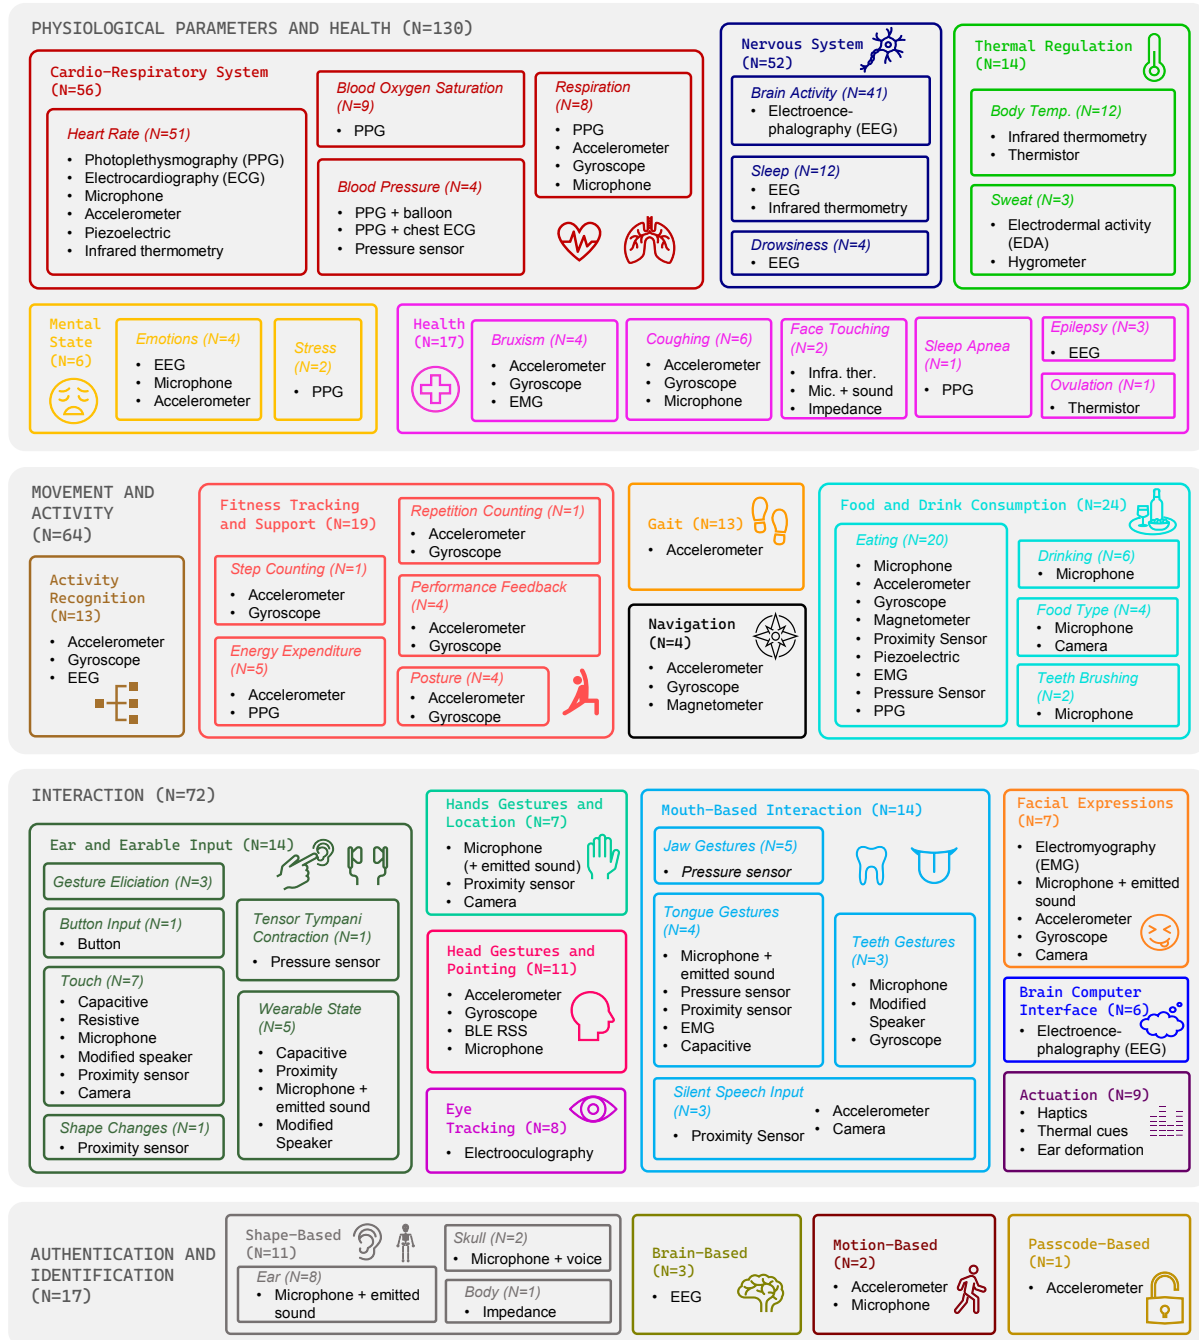 PHYSIOLOGICAL PARAMETERS AND HEALTH (N=130)
Cardio-Respiratory System
(N=56)
Heart Rate (N=51)
• Photoplethysmography (PPG)
• Electrocardiography (ECG)
• Microphone
• Accelerometer
• Piezoelectric
• Infrared thermometry
Blood Oxygen Saturation
(N=9)
• PPG
Blood Pressure (N=4)
• PPG + balloon
• PPG + chest ECG
• Pressure sensor
Respiration
(N=8)
• PPG
• Accelerometer
• Gyroscope
• Microphone
Nervous System
(N=52)
Brain Activity (N=41)
• Electroence-
phalography (EEG)
Sleep (N=12)
• EEG
• Infrared thermometry
Drowsiness (N=4)
• EEG
Thermal Regulation
(N=14)
Body Temp. (N=12)
• Infrared thermometry
• Thermistor
Sweat (N=3)
• Electrodermal activity
(EDA)
• Hygrometer
Mental
State
(N=6)
Emotions (N=4)
• EEG
• Microphone
• Accelerometer
Stress
(N=2)
• PPG
Health
(N=17)
Bruxism (N=4)
• Accelerometer
• Gyroscope
• EMG
Coughing (N=6)
• Accelerometer
• Gyroscope
• Microphone
Face Touching
(N=2)
• Infra. ther.
• Mic. + sound
• Impedance
Sleep Apnea
(N=1)
• PPG
Epilepsy (N=3)
• EEG
Ovulation (N=1)
• Thermistor
MOVEMENT AND
ACTIVITY
(N=64)
Activity
Recognition
(N=13)
• Accelerometer
• Gyroscope
• EEG
Fitness Tracking
and Support (N=19)
Step Counting (N=1)
• Accelerometer
• Gyroscope
Energy Expenditure
(N=5)
• Accelerometer
• PPG
Repetition Counting (N=1)
• Accelerometer
• Gyroscope
Performance Feedback
(N=4)
• Accelerometer
• Gyroscope
Posture (N=4)
• Accelerometer
• Gyroscope
Gait (N=13)
• Accelerometer
Navigation
(N=4)
• Accelerometer
• Gyroscope
• Magnetometer
Food and Drink Consumption (N=24)
Eating (N=20)
• Microphone
• Accelerometer
• Gyroscope
• Magnetometer
• Proximity Sensor
• Piezoelectric
• EMG
• Pressure Sensor
• PPG
Drinking (N=6)
• Microphone
Food Type (N=4)
• Microphone
• Camera
Teeth Brushing
(N=2)
• Microphone
INTERACTION (N=72)
Ear and Earable Input (N=14)
Gesture Eliciation (N=3)
Button Input (N=1)
• Button
Touch (N=7)
• Capacitive
• Resistive
• Microphone
• Modified speaker
• Proximity sensor
• Camera
Shape Changes (N=1)
• Proximity sensor
Tensor Tympani
Contraction (N=1)
• Pressure sensor
Wearable State
(N=5)
• Capacitive
• Proximity
• Microphone +
emitted sound
• Modified
Speaker
Hands Gestures and
Location (N=7)
• Microphone
(+ emitted sound)
• Proximity sensor
• Camera
Head Gestures and
Pointing (N=11)
• Accelerometer
• Gyroscope
• BLE RSS
• Microphone
Eye
Tracking (N=8)
• Electrooculography
Mouth-Based Interaction (N=14)
Jaw Gestures (N=5)
• Pressure sensor
Tongue Gestures
(N=4)
• Microphone +
emitted sound
• Pressure sensor
• Proximity sensor
• EMG
• Capacitive
Teeth Gestures
(N=3)
• Microphone
• Modified
Speaker
• Gyroscope
Silent Speech Input
(N=3)
• Proximity Sensor
• Accelerometer
• Camera
Facial Expressions
(N=7)
• Electromyography
(EMG)
• Microphone + emitted
sound
• Accelerometer
• Gyroscope
• Camera
Brain Computer
Interface (N=6)
• Electroence-
phalography (EEG)
Actuation (N=9)
• Haptics
• Thermal cues
• Ear deformation
AUTHENTICATION AND
IDENTIFICATION
(N=17)
Shape-Based
(N=11)
Ear (N=8)
• Microphone + emitted
sound
Skull (N=2)
• Microphone + voice
Body (N=1)
• Impedance
Brain-Based
(N=3)
• EEG
Motion-Based
(N=2)
• Accelerometer
• Microphone
Passcode-Based
(N=1)
• Accelerometer